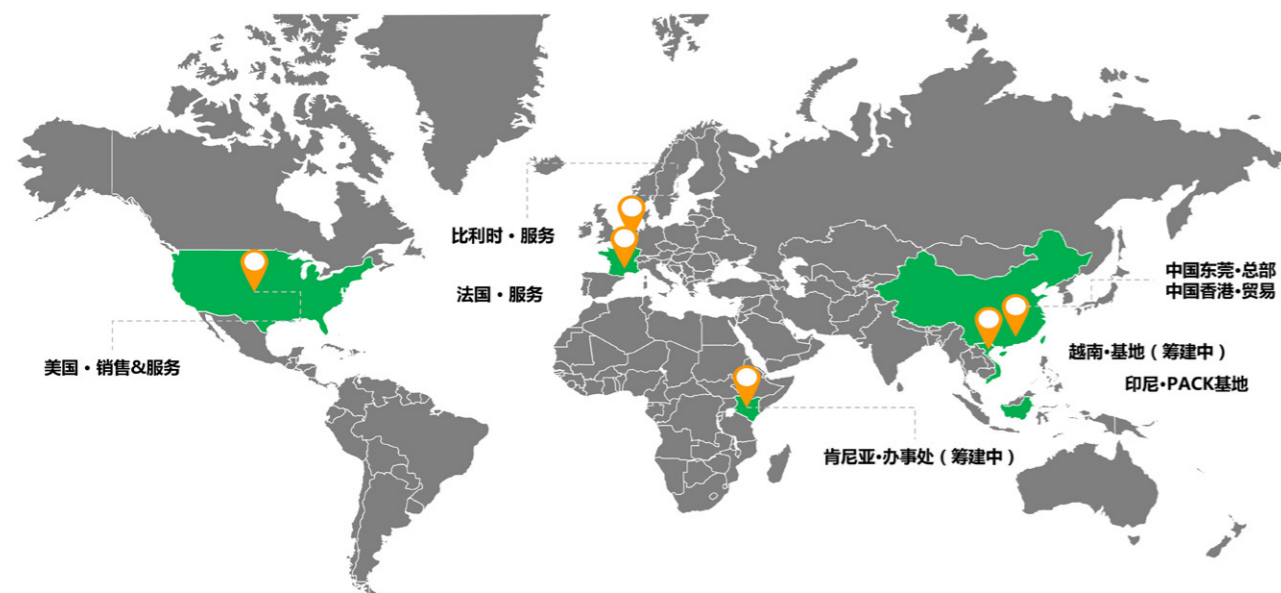 比利时·服务
法国·服务
中国东莞·总部
中国香港·贸易
越南·基地（筹建中）
美国·销售&服务
印尼·PACK基地
肯尼亚·办事处（筹建中）